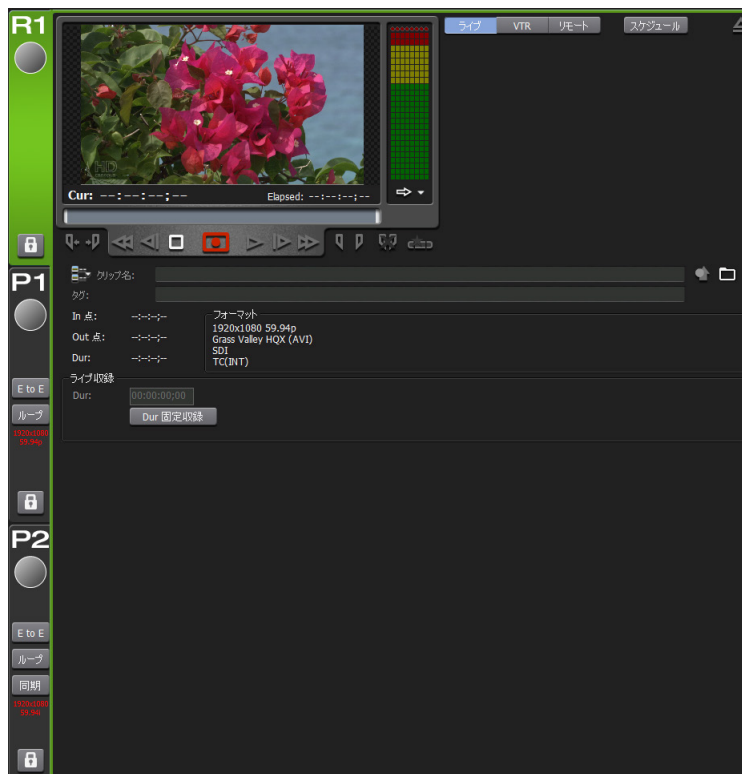 R1
ライブ VTR リモート スケジュール
HD
Cur: --:--:--;-- Elapsed: --:--:--;--
クリップ名:
タグ:
In 点: --:--:--;--
Out 点: --:--:--;--
Dur: --:--:--;--
フォーマット
1920x1080 59.94p
Grass Valley HQX (AVI)
SDI
TC(INT)
ライブ収録
Dur: 00:00:00;00
Dur 固定収録
P1
E to E
ループ
1920x1080
59.94p
P2
E to E
ループ
同期
1920x1080